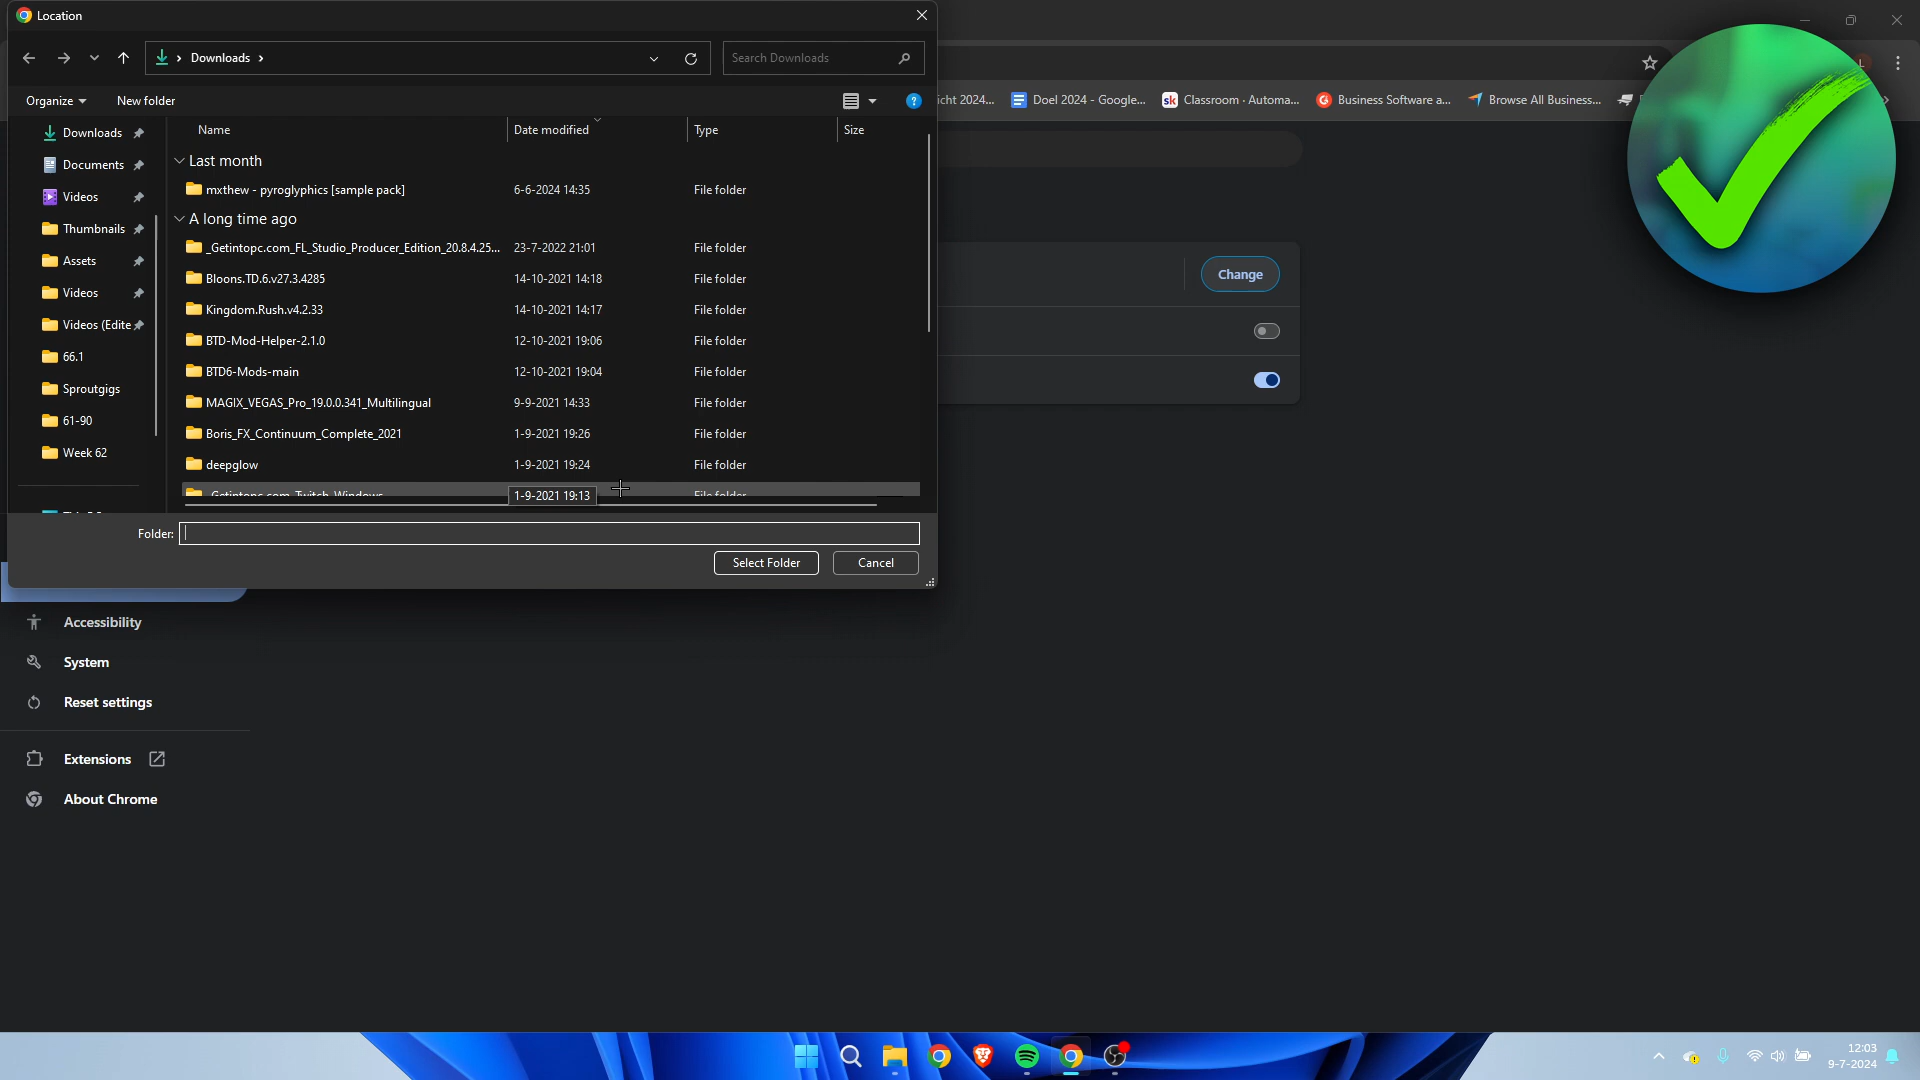 Location
Downloads
Search Downloads
Organize
New folder
icht 2024...
Doel 2024 - Google...
Classroom · Automa...
Business Software a...
Browse All Business...
Downloads
Documents
Videos
Thumbnails
Assets
Videos
Videos (Edite
66.1
Sproutgigs
61-90
Week 62
Name
Date modified
Type
Size
Last month
mxthew - pyroglyphics [sample pack]
6-6-2024 14:35
File folder
A long time ago
_Getintopc.com_FL_Studio_Producer_Edition_20.8.4.25...
23-7-2022 21:01
File folder
Bloons.TD.6.v27.3.4285
14-10-2021 14:18
File folder
Kingdom.Rush.v4.2.33
14-10-2021 14:17
File folder
BTD-Mod-Helper-2.1.0
12-10-2021 19:06
File folder
BTD6-Mods-main
12-10-2021 19:04
File folder
MAGIX_VEGAS_Pro_19.0.0.341_Multilingual
9-9-2021 14:33
File folder
Boris_FX_Continuum_Complete_2021
1-9-2021 19:26
File folder
deepglow
1-9-2021 19:24
File folder
_Getintopc.com_Twitch_Windows
1-9-2021 19:13
File folder
Folder:
Select Folder
Cancel
Change
Accessibility
System
Reset settings
Extensions
About Chrome
12:03
9-7-2024